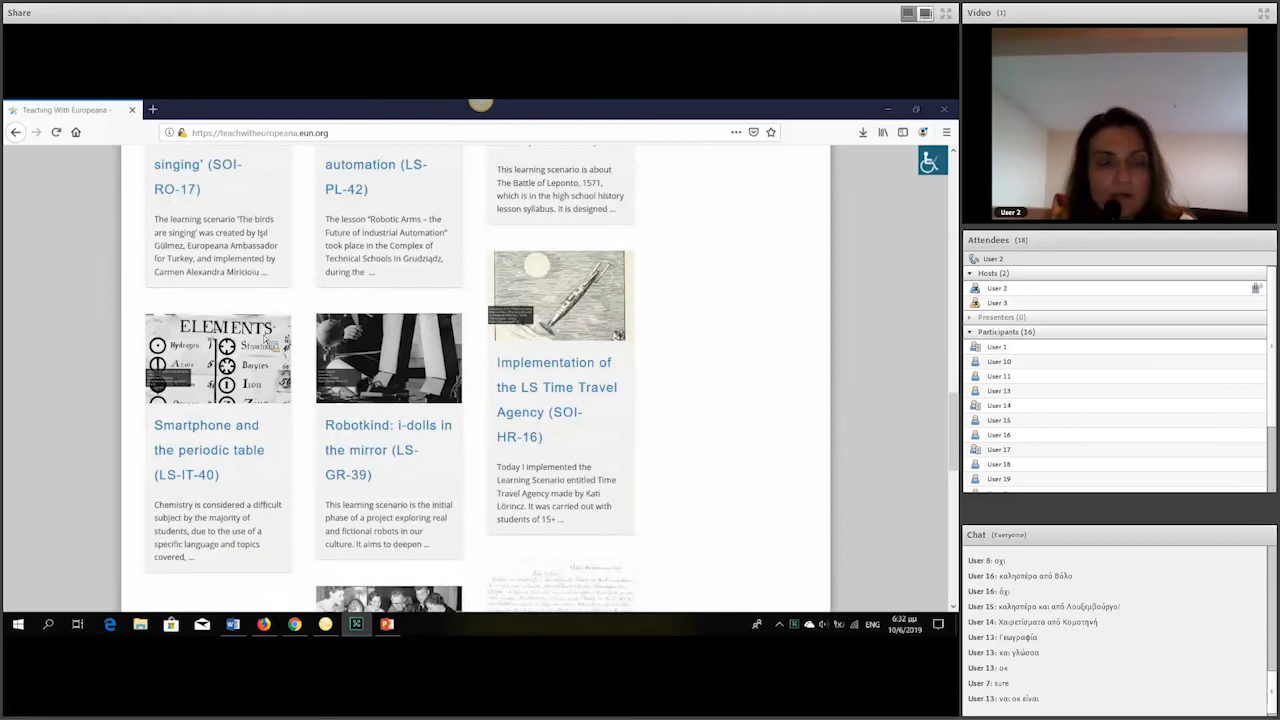 Share
Teaching With Europeana -
https://teachwitheuropeana.eun.org
singing' (SOI-
RO-17)
The learning scenario 'The birds
are singing' was created by Işıl
Gülmez, Europeana Ambassador
for Turkey, and implemented by
Carmen Alexandra Miricioiu ...
automation (LS-
PL-42)
The lesson "Robotic Arms – the
Future of Industrial Automation"
took place in the Complex of
Technical Schools in Grudziądz,
during the ...
This learning scenario is about
The Battle of Leponto, 1571,
which is in the high school history
lesson syllabus. It is designed ...
ELEMENTS
Hydrogen
Barytes
Iron
Smartphone and
the periodic table
(LS-IT-40)
Chemistry is considered a difficult
subject by the majority of
students, due to the use of a
specific language and topics
covered, ...
Robotkind: i-dolls in
the mirror (LS-
GR-39)
This learning scenario is the initial
phase of a project exploring real
and fictional robots in our
culture. It aims to deepen ...
Implementation of
the LS Time Travel
Agency (SOI-
HR-16)
Today I implemented the
Learning Scenario entitled Time
Travel Agency made by Kati
Lörincz. It was carried out with
students of 15+ ...
ENG
6:32 μμ
10/6/2019
Video (1)
User 2
Attendees (18)
User 2
Hosts (2)
User 2
User 3
Presenters (0)
Participants (16)
User 1
User 10
User 11
User 13
User 14
User 15
User 16
User 17
User 18
User 19
Chat (Everyone)
User 8: οχι
User 16: καλησπέρα από Βόλο
User 16: όχι
User 15: καλησπέρα και από Λουξεμβούργο!
User 14: Χαιρετίσματα από Κομοτηνή
User 13: Γεωγραφία
User 13: και γλώσσα
User 13: οκ
User 7: sure
User 13: ναι οκ είναι